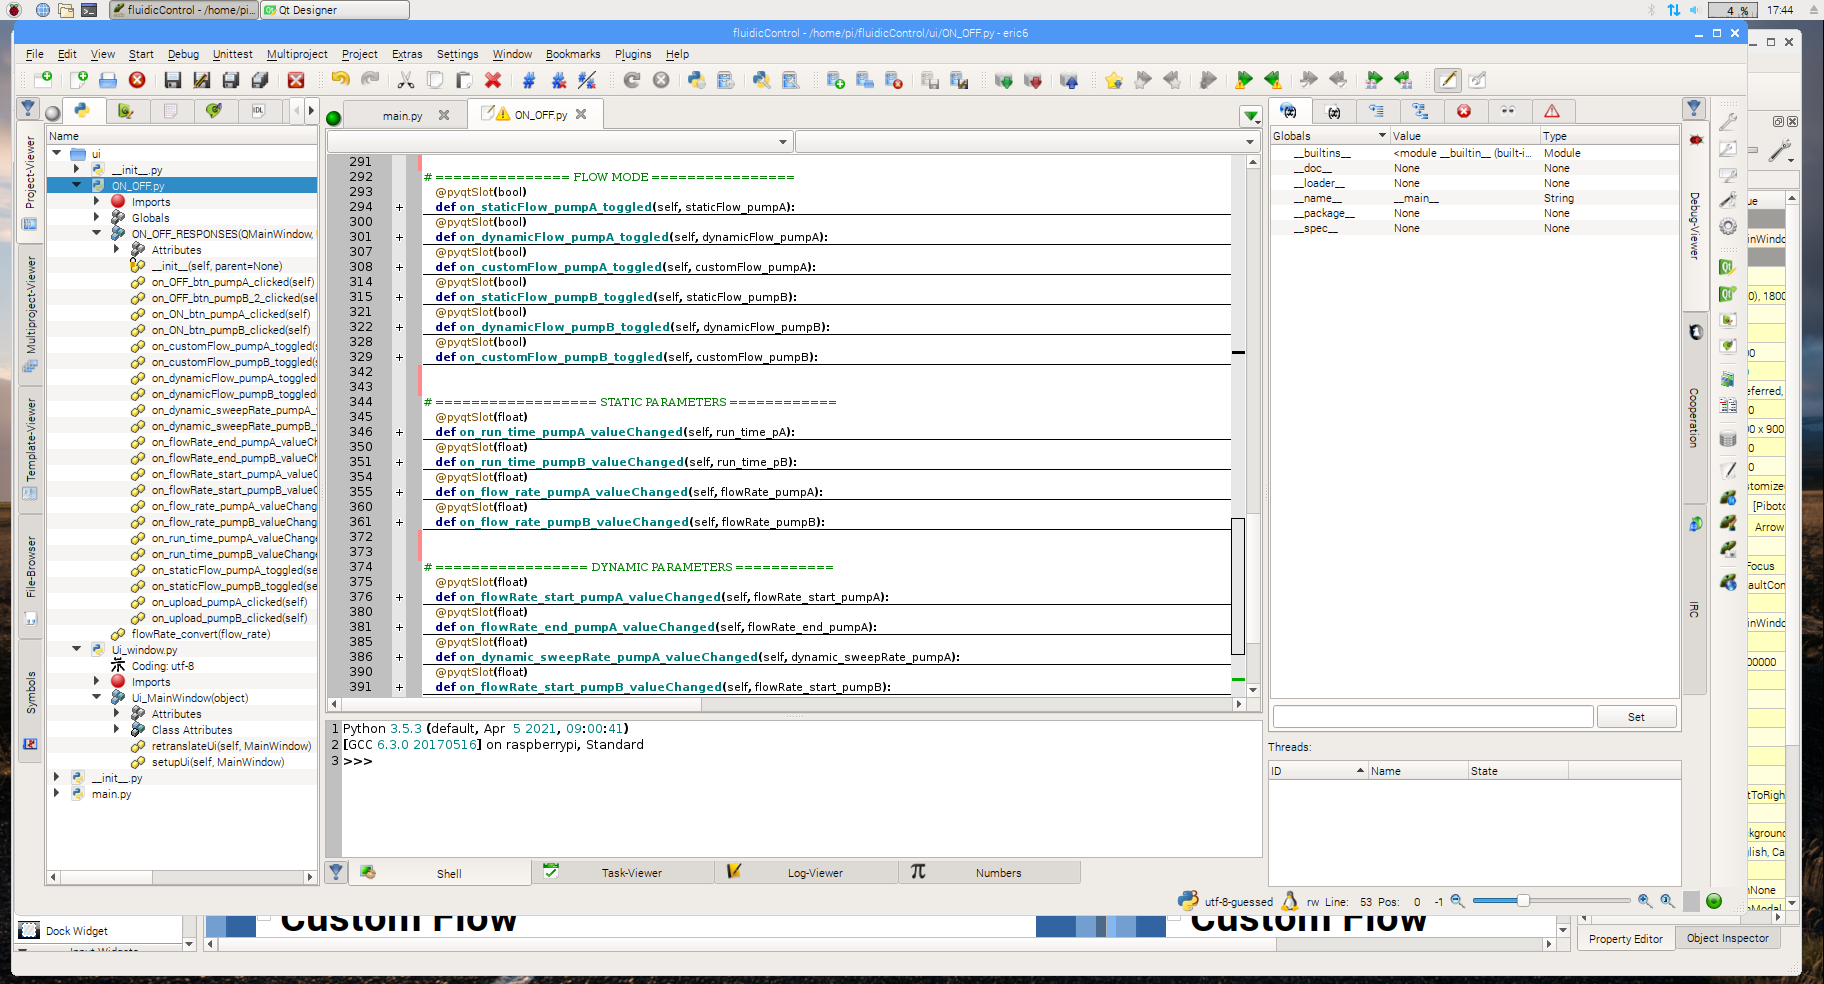 fluidicControl - /home/pi...
Qt Designer
4 %
17:44
fluidicControl - /home/pi/fluidicControl/ui/ON_OFF.py - eric6
File Edit View Start Debug Unittest Multiproject Project Extras Settings Window Bookmarks Plugins Help
Project-Viewer
Multiproject-Viewer
Template-Viewer
File-Browser
Symbols
IDL
Name
ui
__init__.py
ON_OFF.py
Imports
Globals
ON_OFF_RESPONSES(QMainWindow,
Attributes
__init__(self, parent=None)
on_OFF_btn_pumpA_clicked(self)
on_OFF_btn_pumpB_2_clicked(sel
on_ON_btn_pumpA_clicked(self)
on_ON_btn_pumpB_clicked(self)
on_customFlow_pumpA_toggled(s
on_customFlow_pumpB_toggled(s
on_dynamicFlow_pumpA_toggled(
on_dynamicFlow_pumpB_toggled(
on_dynamic_sweepRate_pumpA_
on_dynamic_sweepRate_pumpB_
on_flowRate_end_pumpA_valueCh
on_flowRate_end_pumpB_valueCh
on_flowRate_start_pumpA_valueC
on_flowRate_start_pumpB_valueC
on_flow_rate_pumpA_valueChang
on_flow_rate_pumpB_valueChang
on_run_time_pumpA_valueChange
on_run_time_pumpB_valueChange
on_staticFlow_pumpA_toggled(se
on_staticFlow_pumpB_toggled(se
on_upload_pumpA_clicked(self)
on_upload_pumpB_clicked(self)
flowRate_convert(flow_rate)
Ui_window.py
Coding: utf-8
Imports
Ui_MainWindow(object)
Attributes
Class Attributes
retranslateUi(self, MainWindow)
setupUi(self, MainWindow)
__init__.py
main.py
main.py
ON_OFF.py
291
292 # =============== FLOW MODE ================
293 @pyqtSlot(bool)
294 + def on_staticFlow_pumpA_toggled(self, staticFlow_pumpA):
300 @pyqtSlot(bool)
301 + def on_dynamicFlow_pumpA_toggled(self, dynamicFlow_pumpA):
307 @pyqtSlot(bool)
308 + def on_customFlow_pumpA_toggled(self, customFlow_pumpA):
314 @pyqtSlot(bool)
315 + def on_staticFlow_pumpB_toggled(self, staticFlow_pumpB):
321 @pyqtSlot(bool)
322 + def on_dynamicFlow_pumpB_toggled(self, dynamicFlow_pumpB):
328 @pyqtSlot(bool)
329 + def on_customFlow_pumpB_toggled(self, customFlow_pumpB):
342
343
344 # ================== STATIC PARAMETERS ============
345 @pyqtSlot(float)
346 + def on_run_time_pumpA_valueChanged(self, run_time_pA):
350 @pyqtSlot(float)
351 + def on_run_time_pumpB_valueChanged(self, run_time_pB):
354 @pyqtSlot(float)
355 + def on_flow_rate_pumpA_valueChanged(self, flowRate_pumpA):
360 @pyqtSlot(float)
361 + def on_flow_rate_pumpB_valueChanged(self, flowRate_pumpB):
372
373
374 # ================= DYNAMIC PARAMETERS ===========
375 @pyqtSlot(float)
376 + def on_flowRate_start_pumpA_valueChanged(self, flowRate_start_pumpA):
380 @pyqtSlot(float)
381 + def on_flowRate_end_pumpA_valueChanged(self, flowRate_end_pumpA):
385 @pyqtSlot(float)
386 + def on_dynamic_sweepRate_pumpA_valueChanged(self, dynamic_sweepRate_pumpA):
390 @pyqtSlot(float)
391 + def on_flowRate_start_pumpB_valueChanged(self, flowRate_start_pumpB):
1 Python 3.5.3 (default, Apr 5 2021, 09:00:41)
2 [GCC 6.3.0 20170516] on raspberrypi, Standard
3 >>>
Shell
Task-Viewer
Log-Viewer
Numbers
Globals Value Type
__builtins__ <module __builtin__ (built-i... Module
__doc__ None None
__loader__ None None
__name__ __main__ String
__package__ None None
__spec__ None None
Set
Threads:
ID Name State
Debug-Viewer
Cooperation
IRC
ue
inWindo
0), 1800
00
eferred,
0
00 x 900
0
stomized
[Piboto
Arrow
Focus
aultCon
inWindo
00000
tToRigh
kground
lish, Ca
nNone
nModal
utf-8-guessed rw Line: 53 Pos: 0 -1
Dock Widget
Input Widgets
Custom Flow
Custom Flow
Property Editor
Object Inspector